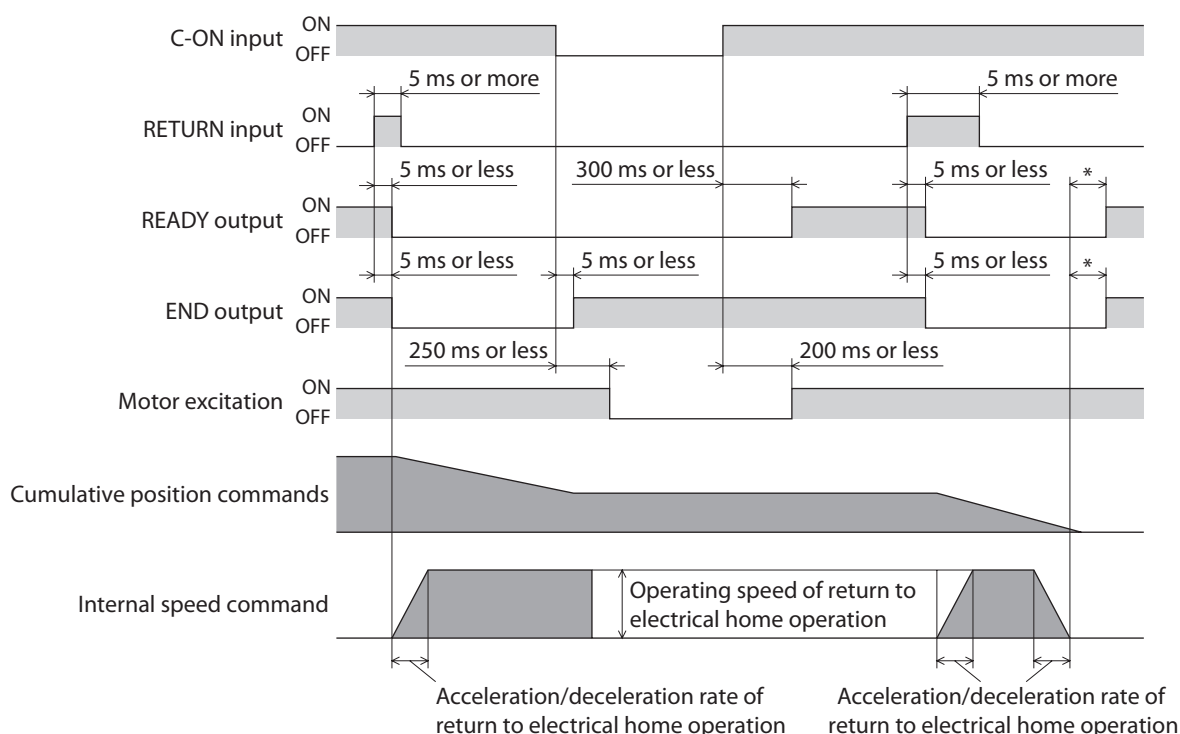 C-ON input
ON
OFF
5 ms or more
5 ms or more
RETURN input
ON
OFF
5 ms or less
300 ms or less
5 ms or less
*
READY output
ON
OFF
5 ms or less
5 ms or less
5 ms or less
*
END output
ON
OFF
250 ms or less
200 ms or less
Motor excitation
ON
OFF
Cumulative position commands
Internal speed command
Operating speed of return to
electrical home operation
Acceleration/deceleration rate of
return to electrical home operation
Acceleration/deceleration rate of
return to electrical home operation